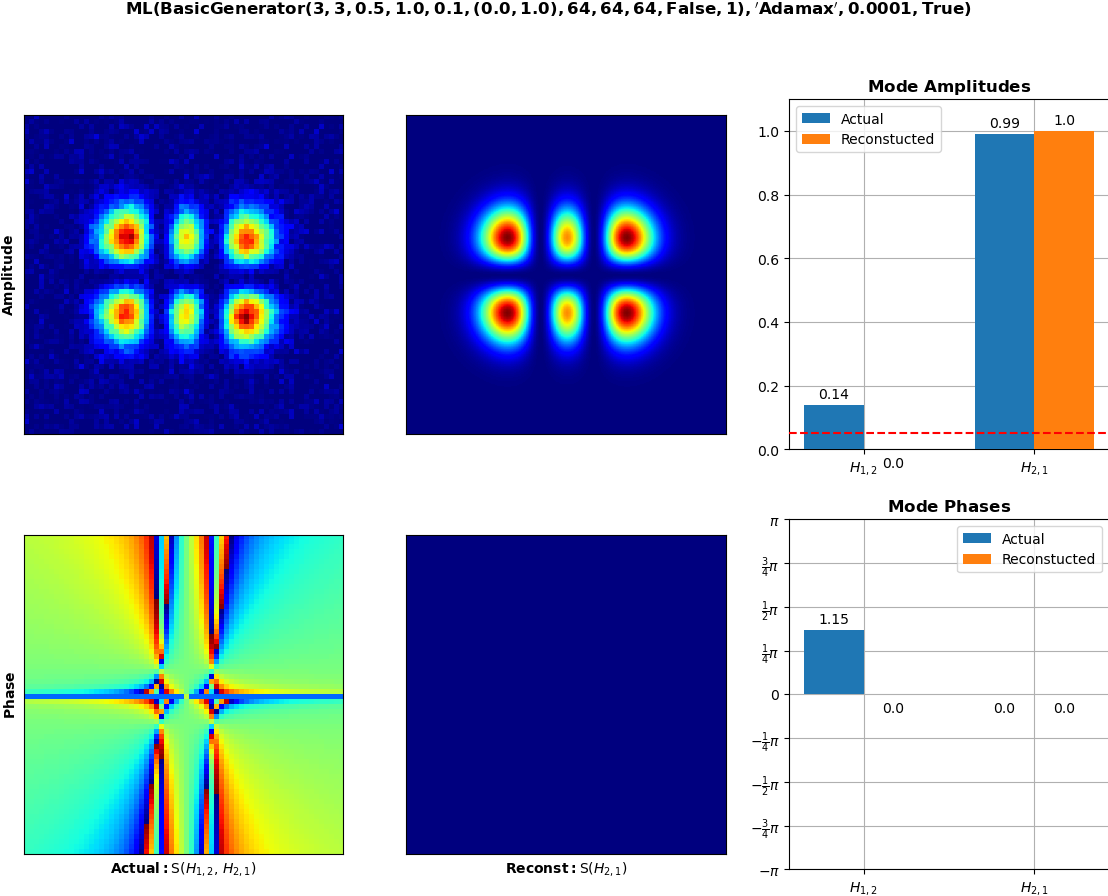 ML(BasicGenerator(3, 3, 0.5, 1.0, 0.1, (0.0, 1.0), 64, 64, 64, False, 1), ′Adamax′, 0.0001, True)
Amplitude
Mode Amplitudes
Actual
Reconstucted
1.0
0.8
0.6
0.4
0.2
0.0
0.14
0.0
0.99
1.0
H1, 2
H2, 1
Phase
Actual: S(H1, 2, H2, 1)
Reconst: S(H2, 1)
Mode Phases
Actual
Reconstucted
π
3/4π
1/2π
1/4π
0
−1/4π
−1/2π
−3/4π
−π
1.15
0.0
0.0
0.0
H1, 2
H2, 1